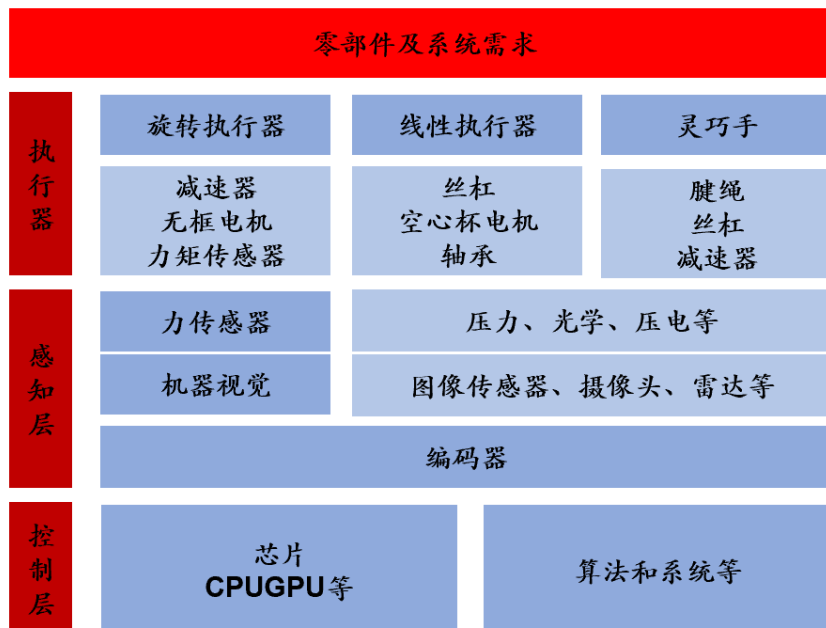 零部件及系统需求
执行器
旋转执行器
线性执行器
灵巧手
减速器
无框电机
力矩传感器
丝杠
空心杯电机
轴承
腱绳
丝杠
减速器
感知层
力传感器
压力、光学、压电等
机器视觉
图像传感器、摄像头、雷达等
编码器
控制层
芯片
CPUGPU等
算法和系统等